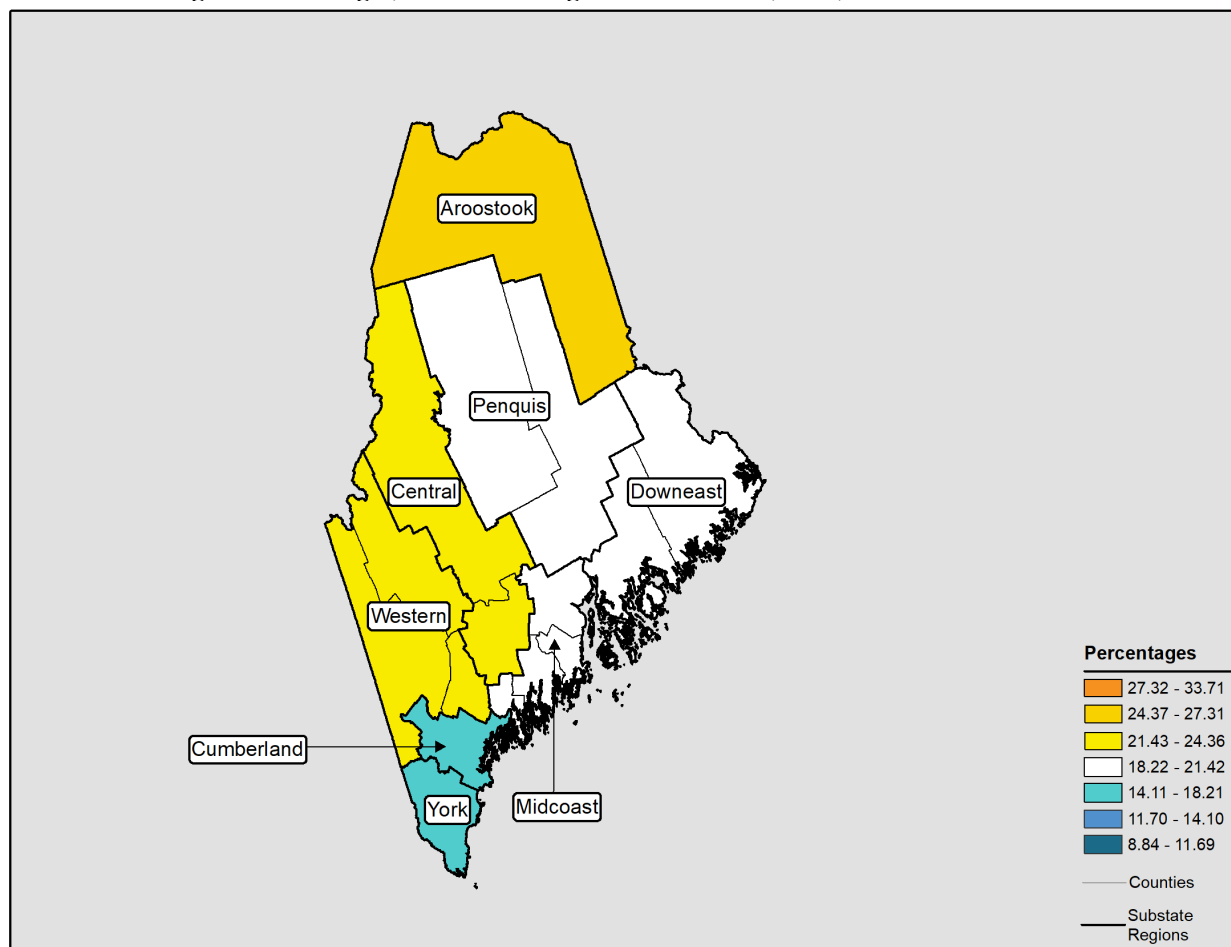 Aroostook
Penquis
Central
Downeast
Western
Cumberland
York
Midcoast
Percentages
27.32 - 33.71
24.37 - 27.31
21.43 - 24.36
18.22 - 21.42
14.11 - 18.21
11.70 - 14.10
8.84 - 11.69
Counties
Substate
Regions